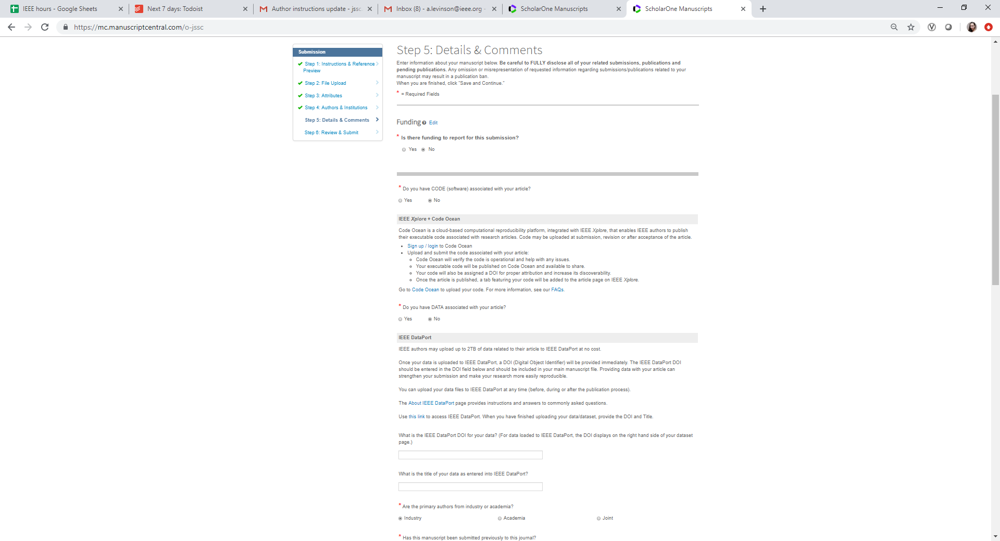 IEEE hours - Google Sheets
Next 7 days: Todoist
Author instructions update - jssc
Inbox (8) - a.levinson@ieee.org -
ScholarOne Manuscripts
ScholarOne Manuscripts
https://mc.manuscriptcentral.com/o-jssc
Submission
Step 1: Instructions & Reference
Preview
Step 2: File Upload
Step 3: Attributes
Step 4: Authors & Institutions
Step 5: Details & Comments
Step 6: Review & Submit
Step 5: Details & Comments
Enter information about your manuscript below. Be careful to FULLY disclose all of your related submissions, publications and
pending publications. Any omission or misrepresentation of requested information regarding submissions/publications related to your
manuscript may result in a publication ban.
When you are finished, click "Save and Continue."
* = Required Fields
Funding Edit
* Is there funding to report for this submission?
Yes No
* Do you have CODE (software) associated with your article?
Yes No
IEEE Xplore + Code Ocean
Code Ocean is a cloud-based computational reproducibility platform, integrated with IEEE Xplore, that enables IEEE authors to publish
their executable code associated with research articles. Code may be uploaded at submission, revision or after acceptance of the article.
• Sign up / login to Code Ocean
• Upload and submit the code associated with your article:
Code Ocean will verify the code is operational and help with any issues.
Your executable code will be published on Code Ocean and available to share.
Your code will also be assigned a DOI for proper attribution and increase its discoverability.
Once the article is published, a tab featuring your code will be added to the article page on IEEE Xplore.
Go to Code Ocean to upload your code. For more information, see our FAQs.
* Do you have DATA associated with your article?
Yes No
IEEE DataPort
IEEE authors may upload up to 2TB of data related to their article to IEEE DataPort at no cost.
Once your data is uploaded to IEEE DataPort, a DOI (Digital Object Identifier) will be provided immediately. The IEEE DataPort DOI
should be entered in the DOI field below and should be included in your main manuscript file. Providing data with your article can
strengthen your submission and make your research more easily reproducible.
You can upload your data files to IEEE DataPort at any time (before, during or after the publication process).
The About IEEE DataPort page provides instructions and answers to commonly asked questions.
Use this link to access IEEE DataPort. When you have finished uploading your data/dataset, provide the DOI and Title.
What is the IEEE DataPort DOI for your data? (For data loaded to IEEE DataPort, the DOI displays on the right hand side of your dataset
page.)
What is the title of your data as entered into IEEE DataPort?
* Are the primary authors from industry or academia?
Industry Academia Joint
* Has this manuscript been submitted previously to this journal?